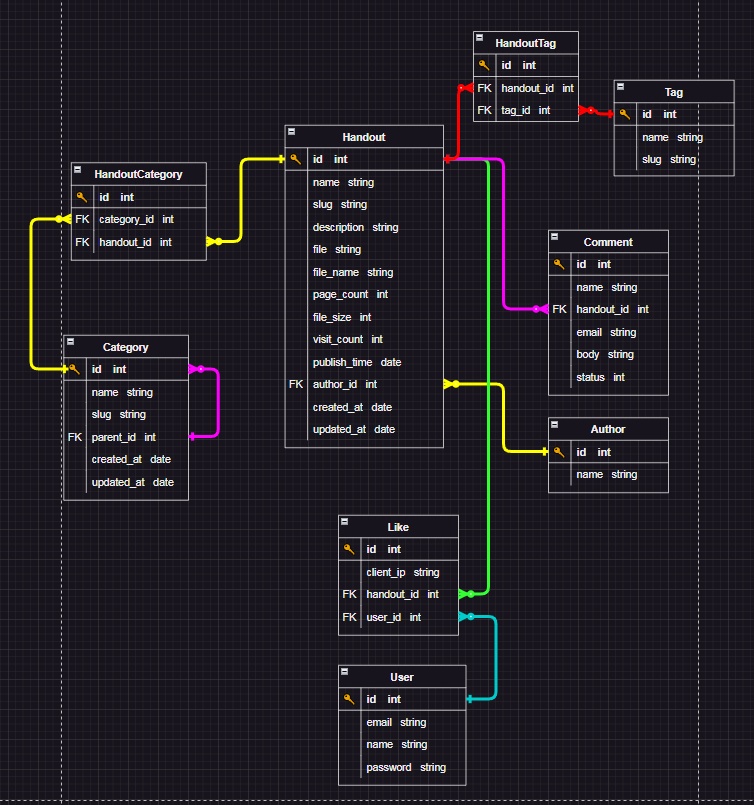 HandoutTag
id int
FK handout_id int
FK tag_id int
Tag
id int
name string
slug string
Handout
id int
name string
slug string
description string
file string
file_name string
page_count int
file_size int
visit_count int
publish_time date
FK author_id int
created_at date
updated_at date
HandoutCategory
id int
FK category_id int
FK handout_id int
Comment
id int
name string
FK handout_id int
email string
body string
status int
Category
id int
name string
slug string
FK parent_id int
created_at date
updated_at date
Author
id int
name string
Like
id int
client_ip string
FK handout_id int
FK user_id int
User
id int
email string
name string
password string